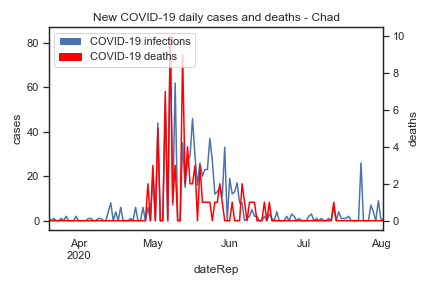 New COVID-19 daily cases and deaths - Chad
COVID-19 infections
COVID-19 deaths
80
60
40
20
0
cases
10
8
6
4
2
0
deaths
Apr
2020
May
Jun
Jul
Aug
dateRep